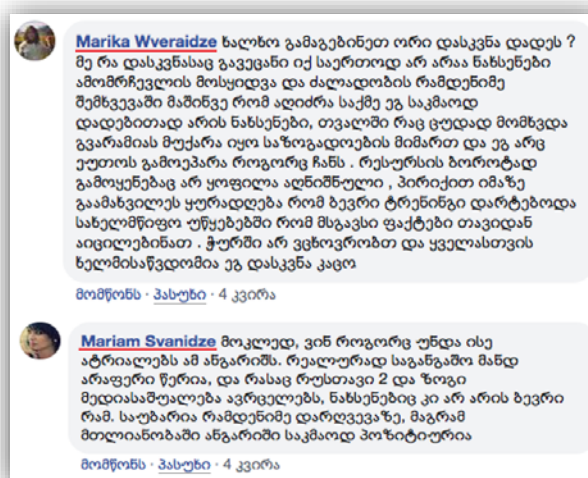 Marika Wveraidze ხალხო გამაგებინეთ ორი დასკვნა დადეს ?
მე რა დასკვნასაც გავეცანი იქ საერთოდ არ არაა ნახსენები
ამომრჩევლის მოსყიდვა და ძალადობის რამდენიმე
შემხვევაში მაშინვე რომ აღიძრა საქმე ეგ საკმაოდ
დადებითად არის ნახსენები, თვალში რაც ცუდად მომხვდა
გვარამიას მუქარა იყო საზოგადოების მიმართ და ეგ არც
ეუთოს გამოეპარა როგორც ჩანს . რესურსის ბოროტად
გამოყენებაც არ ყოფილა აღნიშნული , პირიქით იმაზე
გაამახვილეს ყურადღება რომ ბევრი ტრენინგი დარტებოდა
სახელმწიფო უწყებებში რომ მსგავსი ფაქტები თავიდან
აიცილებინათ . ჭურში არ ვცხოვრობთ და ყველასთვის
ხელმისაწვდომია ეგ დასკვნა კაცო
მომწონს · პასუხი · 4 კვირა
Mariam Svanidze მოკლედ, ვინ როგორც უნდა ისე
ატრიალებს ამ ანგარიშს. რეალურად საგანგაშო მანდ
არაფერი წერია, და რასაც რუსთავი 2 და ზოგი
მედიასაშუალება ავრცელებს, ნახსენებიც კი არ არის ბევრი
რამ. საუბარია რამდენიმე დარღვევაზე, მაგრამ
მთლიანობაში ანგარიში საკმაოდ პოზიტიურია
მომწონს · პასუხი · 4 კვირა